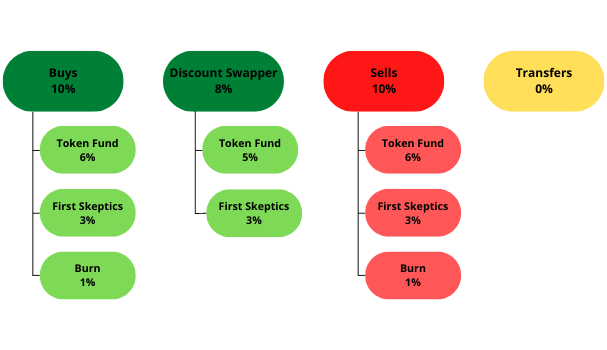 Buys
10%
Token Fund
6%
First Skeptics
3%
Burn
1%
Discount Swapper
8%
Token Fund
5%
First Skeptics
3%
Sells
10%
Token Fund
6%
First Skeptics
3%
Burn
1%
Transfers
0%